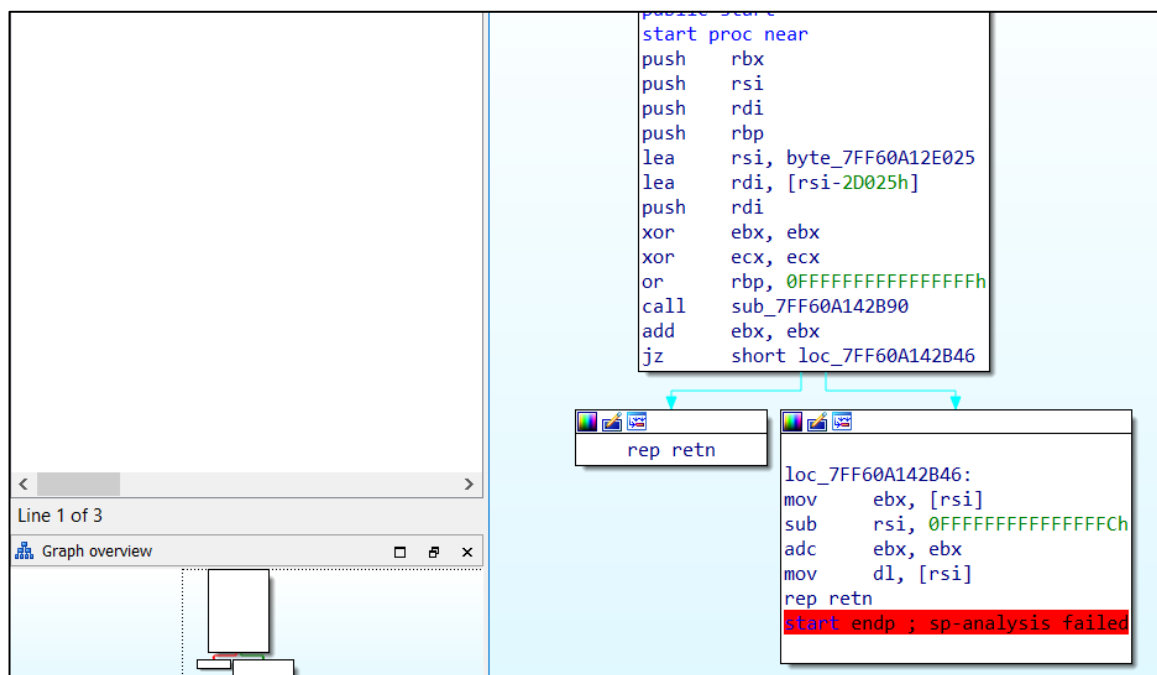 public start
start proc near
push rbx
push rsi
push rdi
push rbp
lea rsi, byte_7FF60A12E025
lea rdi, [rsi-2D025h]
push rdi
xor ebx, ebx
xor ecx, ecx
or rbp, 0FFFFFFFFFFFFFFFFh
call sub_7FF60A142B90
add ebx, ebx
jz short loc_7FF60A142B46
rep retn
loc_7FF60A142B46:
mov ebx, [rsi]
sub rsi, 0FFFFFFFFFFFFFFFCh
adc ebx, ebx
mov dl, [rsi]
rep retn
start endp ; sp-analysis failed
Line 1 of 3
Graph overview